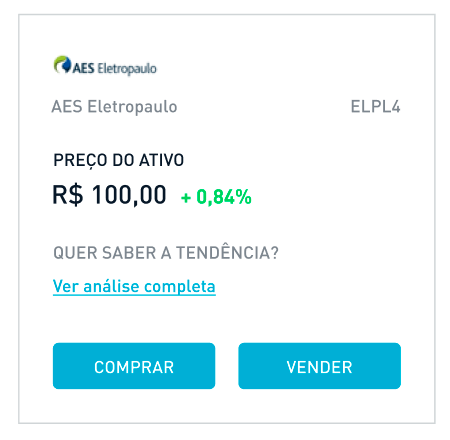 AES Eletropaulo
AES Eletropaulo ELPL4
PREÇO DO ATIVO
R$ 100,00 + 0,84%
QUER SABER A TENDÊNCIA?
Ver análise completa
COMPRAR VENDER